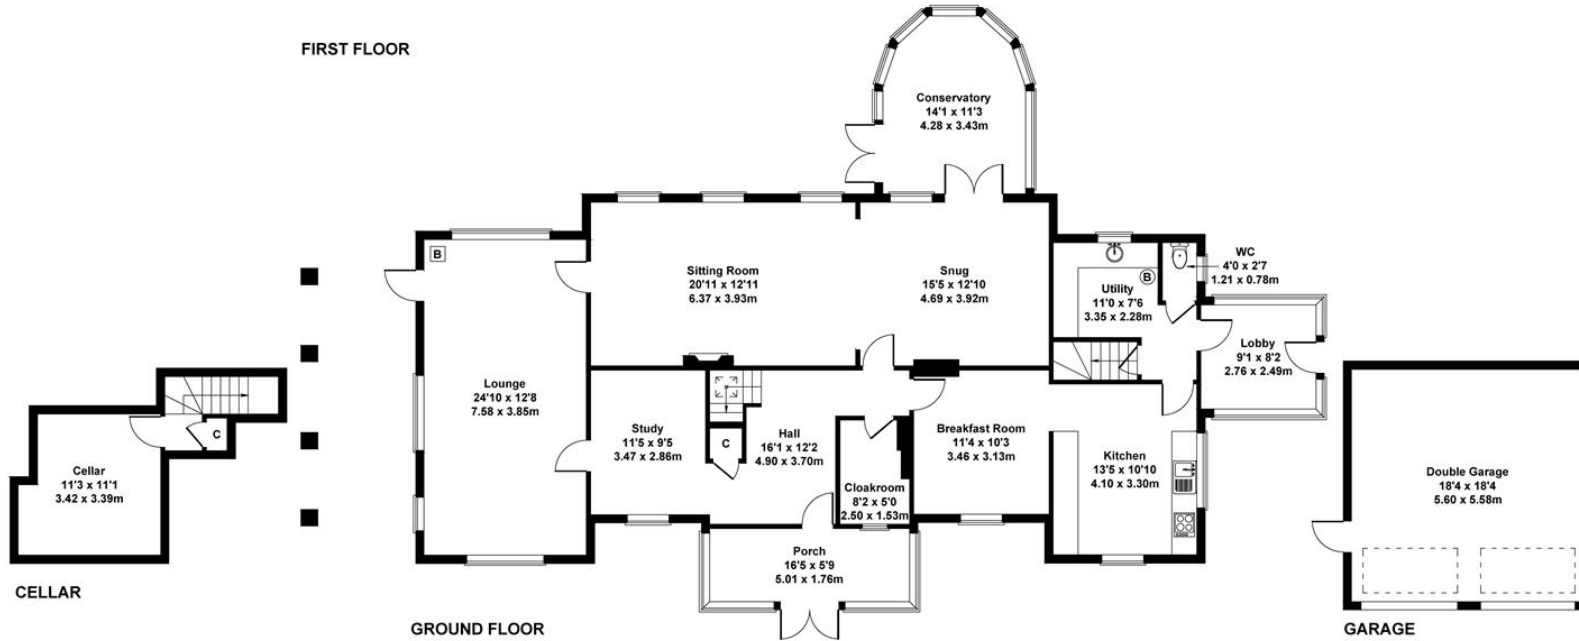 FIRST FLOOR
Conservatory
14'1 x 11'3
4.28 x 3.43m
Sitting Room
20'11 x 12'11
6.37 x 3.93m
Snug
15'5 x 12'10
4.69 x 3.92m
B
Utility
11'0 x 7'6
3.35 x 2.28m
B
WC
4'0 x 2'7
1.21 x 0.78m
Lobby
9'1 x 8'2
2.76 x 2.49m
Lounge
24'10 x 12'8
7.58 x 3.85m
Study
11'5 x 9'5
3.47 x 2.86m
C
Hall
16'1 x 12'2
4.90 x 3.70m
Cloakroom
8'2 x 5'0
2.50 x 1.53m
Breakfast Room
11'4 x 10'3
3.46 x 3.13m
Kitchen
13'5 x 10'10
4.10 x 3.30m
Porch
16'5 x 5'9
5.01 x 1.76m
Cellar
11'3 x 11'1
3.42 x 3.39m
C
Double Garage
18'4 x 18'4
5.60 x 5.58m
CELLAR
GROUND FLOOR
GARAGE